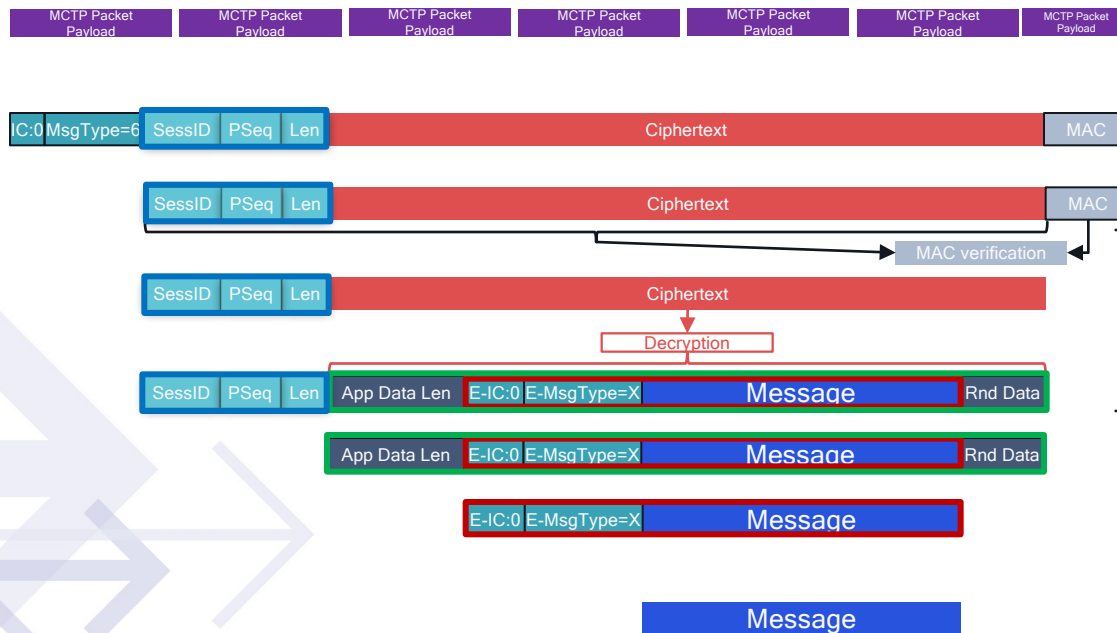 MCTP Packet Payload MCTP Packet Payload MCTP Packet Payload MCTP Packet Payload MCTP Packet Payload MCTP Packet Payload MCTP Packet Payload
IC:0 MsgType=6 SessID PSeq Len Ciphertext MAC
SessID PSeq Len Ciphertext MAC
MAC verification
SessID PSeq Len Ciphertext
Decryption
SessID PSeq Len App Data Len E-IC:0 E-MsgType=X Message Rnd Data
App Data Len E-IC:0 E-MsgType=X Message Rnd Data
E-IC:0 E-MsgType=X Message
Message